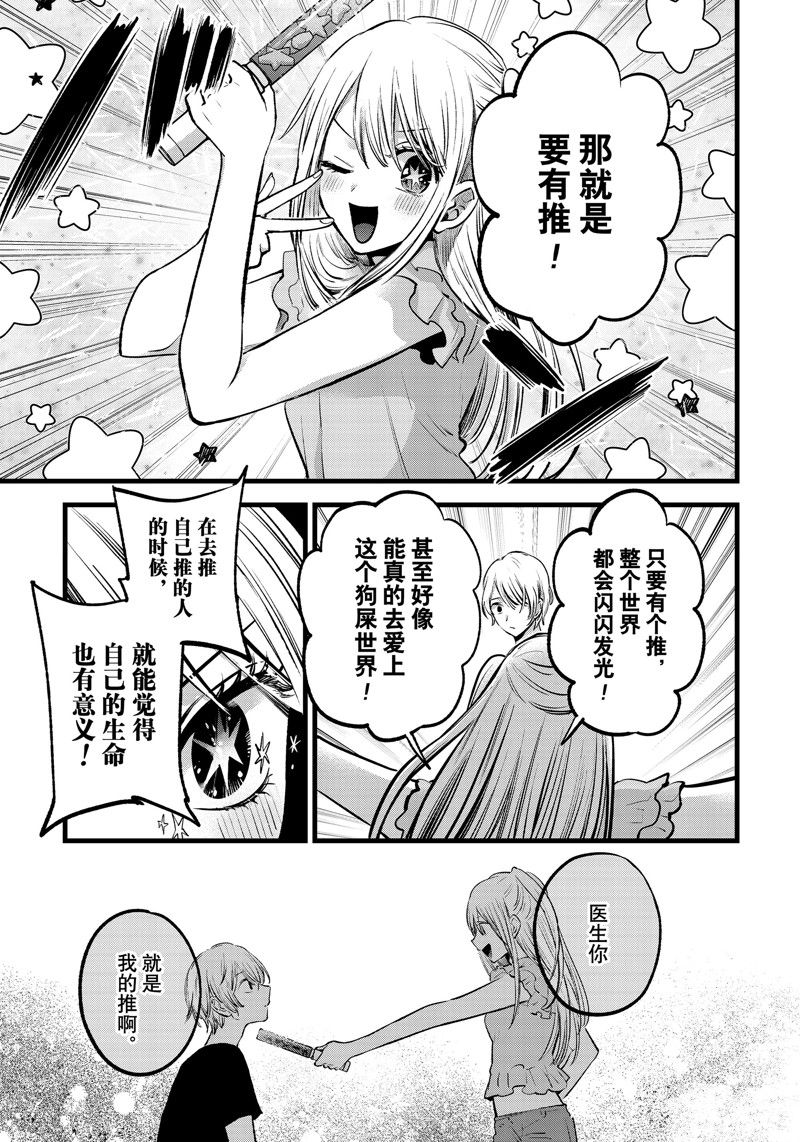 那就是
要有推！
只要有个推，
整个世界
都会闪闪发光！
甚至好像
能真的去爱上
这个狗屎世界！
在去推
自己推的人
的时候，
就能觉得
自己的生命
也有意义！
医生你
就是
我的推啊。